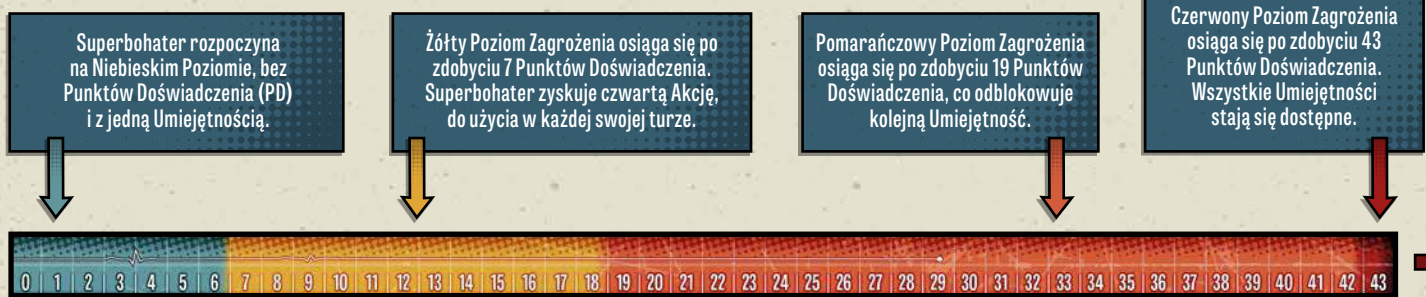 Superbohater rozpoczyna
na Niebieskim Poziomie, bez
Punktów Doświadczenia (PD)
i z jedną Umiejętnością.
Żółty Poziom Zagrożenia osiąga się po
zdobyciu 7 Punktów Doświadczenia.
Superbohater zyskuje czwartą Akcję,
do użycia w każdej swojej turze.
Pomarańczowy Poziom Zagrożenia
osiąga się po zdobyciu 19 Punktów
Doświadczenia, co odblokowuje
kolejną Umiejętność.
Czerwony Poziom Zagrożenia
osiąga się po zdobyciu 43
Punktów Doświadczenia.
Wszystkie Umiejętności
stają się dostępne.
0 1 2 3 4 5 6 7 8 9 10 11 12 13 14 15 16 17 18 19 20 21 22 23 24 25 26 27 28 29 30 31 32 33 34 35 36 37 38 39 40 41 42 43